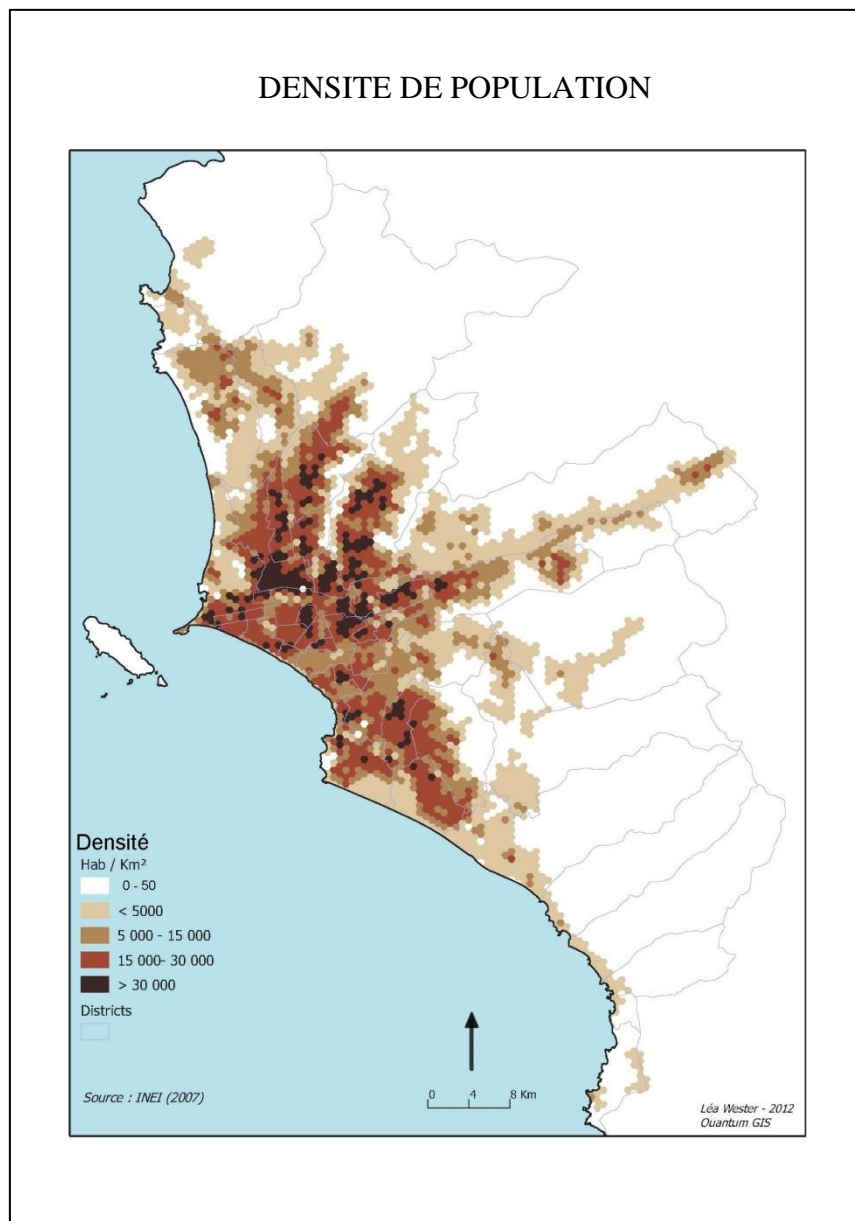 DENSITE DE POPULATION
Densité
Hab / Km²
0 - 50
< 5000
5 000 - 15 000
15 000- 30 000
> 30 000
Districts
Source : INEI (2007)
0 4 8 Km
Léa Wester - 2012
Quantum GIS